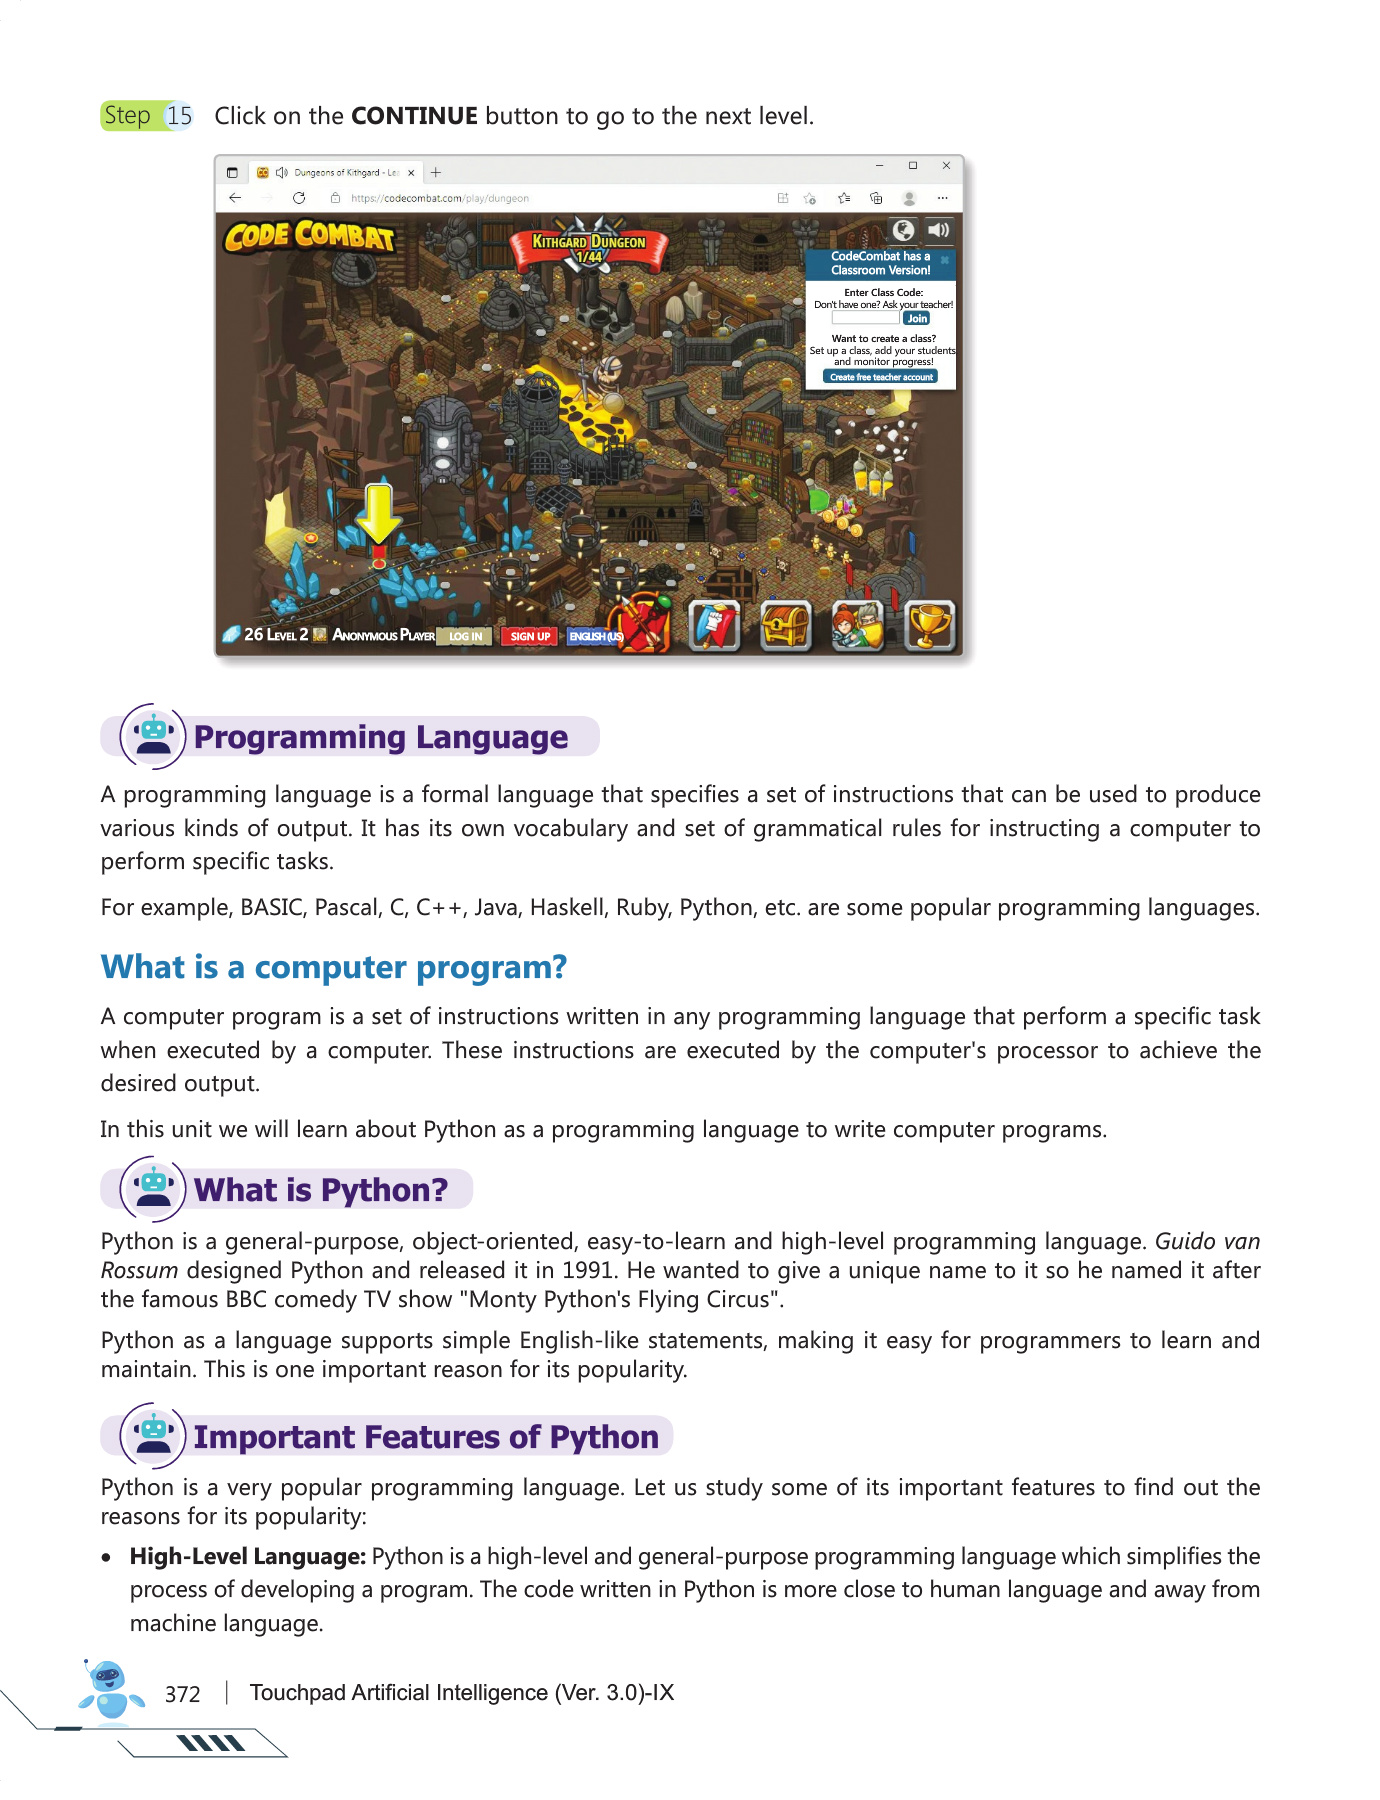 Step 15 Click on the CONTINUE button to go to the next level.
Dungeons of Kithgard - Lea
https://codecombat.com/play/dungeon
CODE COMBAT
KITHGARD DUNGEON
1/44
CodeCombat has a
Classroom Version!
Enter Class Code:
Don't have one? Ask your teacher!
Join
Want to create a class?
Set up a class, add your students
and monitor progress!
Create free teacher account
26 LEVEL 2 ANONYMOUS PLAYER LOG IN SIGN UP ENGLISH (US)
Programming Language
A programming language is a formal language that specifies a set of instructions that can be used to produce
various kinds of output. It has its own vocabulary and set of grammatical rules for instructing a computer to
perform specific tasks.
For example, BASIC, Pascal, C, C++, Java, Haskell, Ruby, Python, etc. are some popular programming languages.
What is a computer program?
A computer program is a set of instructions written in any programming language that perform a specific task
when executed by a computer. These instructions are executed by the computer's processor to achieve the
desired output.
In this unit we will learn about Python as a programming language to write computer programs.
What is Python?
Python is a general-purpose, object-oriented, easy-to-learn and high-level programming language. Guido van
Rossum designed Python and released it in 1991. He wanted to give a unique name to it so he named it after
the famous BBC comedy TV show "Monty Python's Flying Circus".
Python as a language supports simple English-like statements, making it easy for programmers to learn and
maintain. This is one important reason for its popularity.
Important Features of Python
Python is a very popular programming language. Let us study some of its important features to find out the
reasons for its popularity:
• High-Level Language: Python is a high-level and general-purpose programming language which simplifies the
process of developing a program. The code written in Python is more close to human language and away from
machine language.
372 | Touchpad Artificial Intelligence (Ver. 3.0)-IX